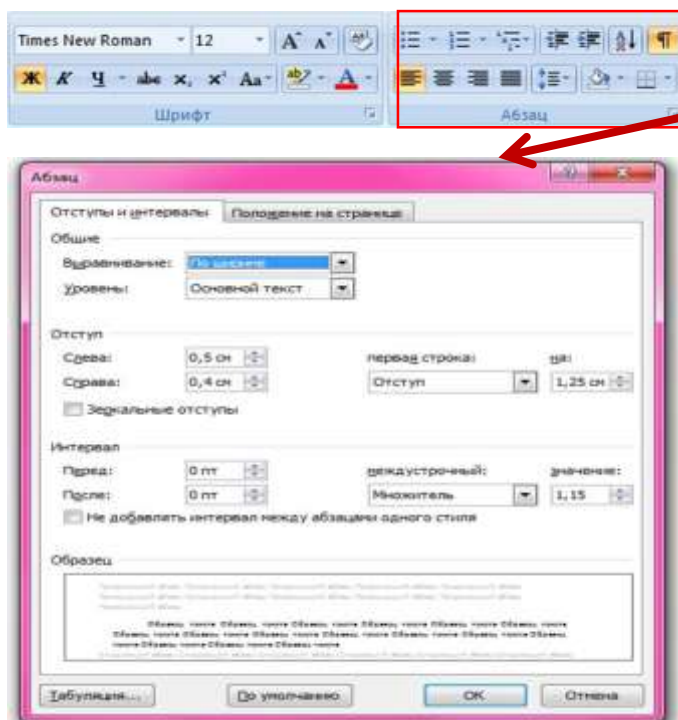 Times New Roman 12
Ж К Ч abc x, x² Aa ab A
Шрифт
Абзац
Абзац
Отступы и интервалы Положение на странице
Общие
Выравнивание: По ширине
Уровень: Основной текст
Отступ
Слева: 0,5 см первая строка: на:
Справа: 0,4 см Отступ 1,25 см
Зеркальные отступы
Интервал
Перед: 0 пт междустрочный: значение:
После: 0 пт Множитель 1,15
Не добавлять интервал между абзацами одного стиля
Образец
Табуляция... По умолчанию ОК Отмена